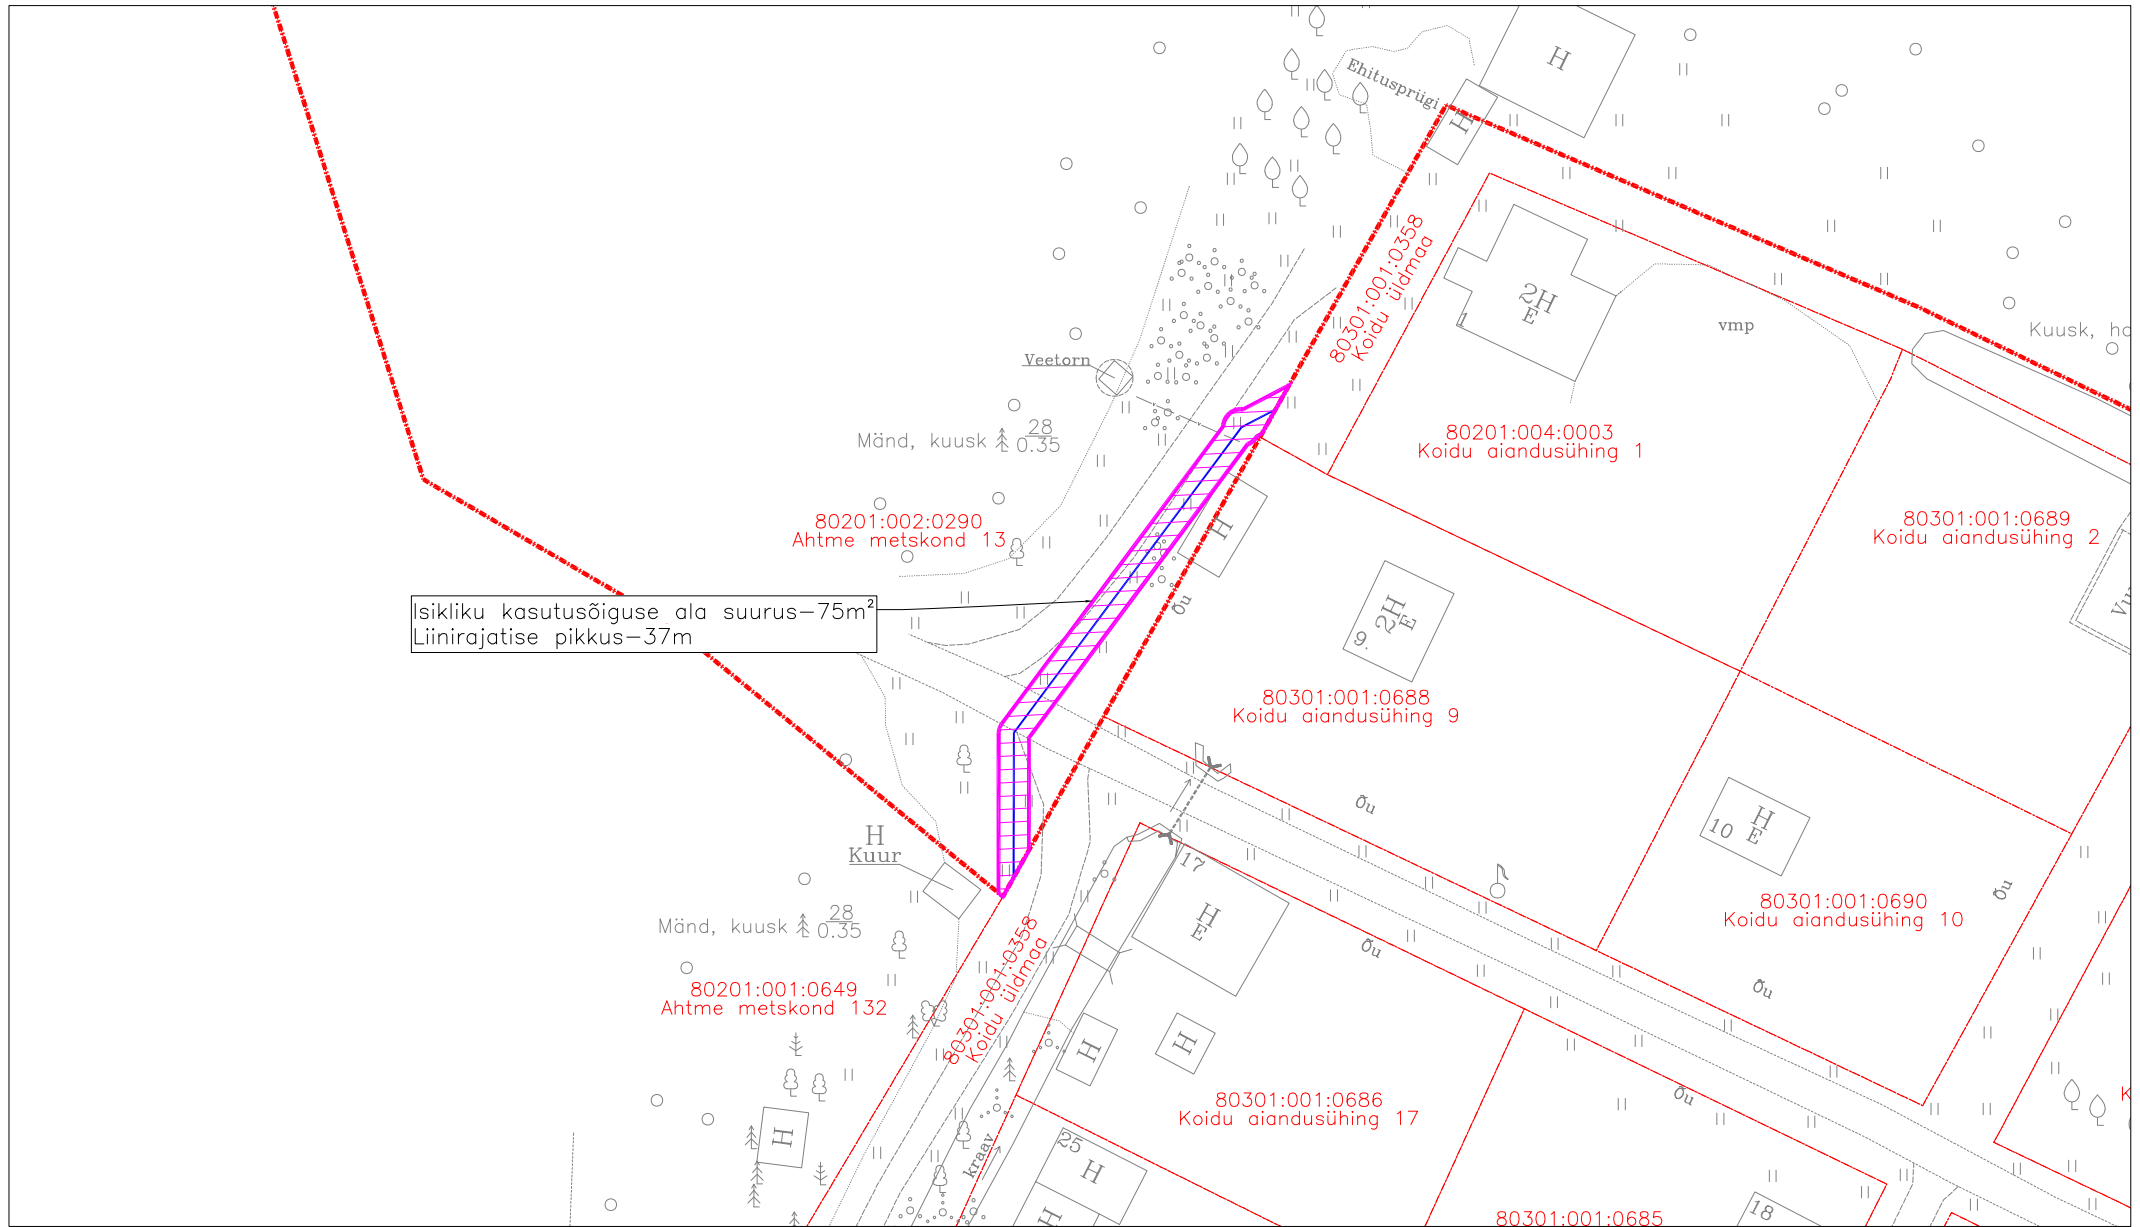 H
Ehitusprügi
H
80301:001:0358
Koidu üldmaa
2H
E
1
vmp
Kuusk,
Veetorn
Mänd, kuusk
28
0.35
80201:004:0003
Koidu aiandusühing 1
80201:002:0290
Ahtme metskond 13
H
80301:001:0689
Koidu aiandusühing 2
Isikliku kasutusõiguse ala suurus-75m²
Liinirajatise pikkus-37m
õu
2H
E
9.
80301:001:0688
Koidu aiandusühing 9
õu
H
E
10
H
Kuur
17
H
E
80301:001:0690
Koidu aiandusühing 10
õu
Mänd, kuusk
28
0.35
õu
õu
80201:001:0649
Ahtme metskond 132
80301:001:0358
Koidu üldmaa
H
H
80301:001:0686
Koidu aiandusühing 17
õu
H
kraav
25
H
H
18
80301:001:0685